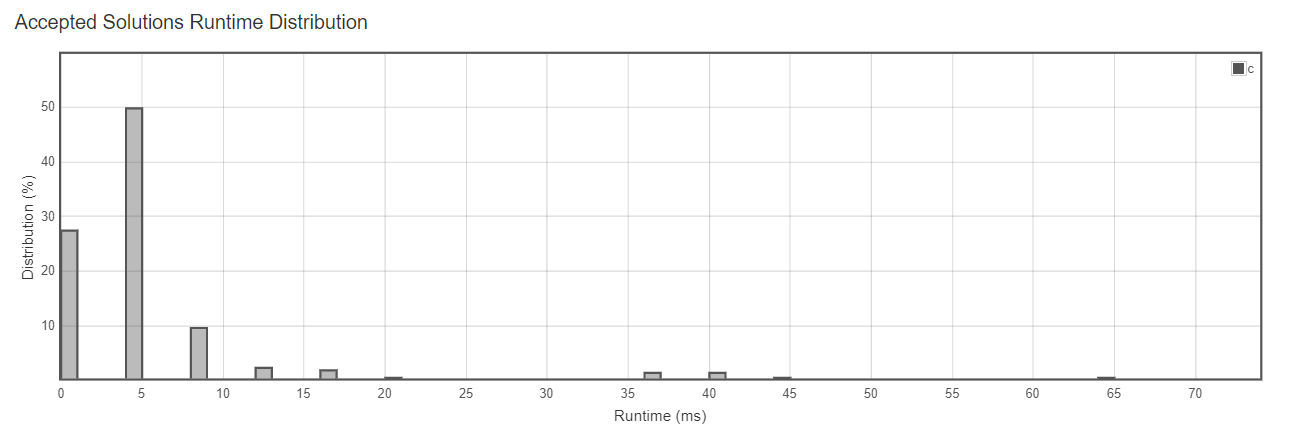 Accepted Solutions Runtime Distribution
c
50
40
30
20
10
Distribution (%)
0 5 10 15 20 25 30 35 40 45 50 55 60 65 70
Runtime (ms)